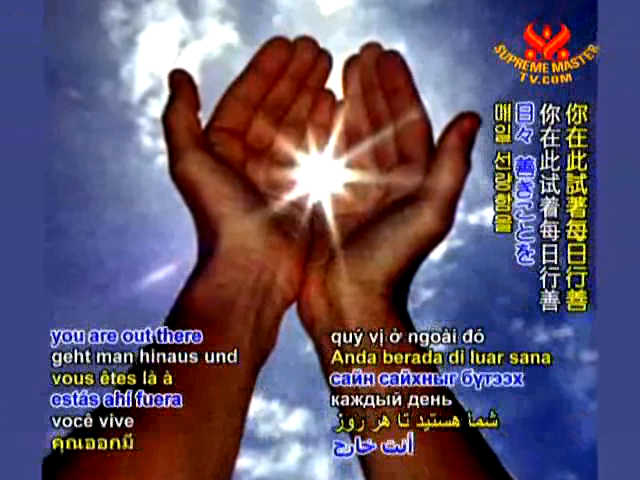 SUPREME MASTER
TV.COM
你在此試著每日行善
你在此试着每日行善
日々 善きことを
매일 선량함을
you are out there
geht man hinaus und
vous êtes là à
estás ahí fuera
você vive
คุณออกมี
quý vị ở ngoài đó
Anda berada di luar sana
сайн сайхныг бүтээх
каждый день
شما هستید تا هر روز
أنت خارج